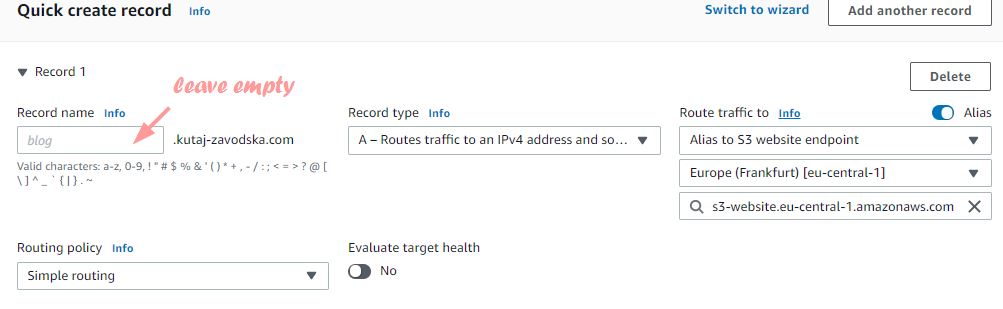 Quick create record Info
Switch to wizard
Add another record
Record 1
leave empty
Delete
Record name Info
Record type Info
Route traffic to Info
Alias
blog
.kutaj-zavodska.com
A – Routes traffic to an IPv4 address and so...
Alias to S3 website endpoint
Valid characters: a-z, 0-9, ! " # $ % & ' ( ) * + , - / : ; < = > ? @ [
\ ] ^ _ ` { | } . ~
Europe (Frankfurt) [eu-central-1]
s3-website.eu-central-1.amazonaws.com
Routing policy Info
Evaluate target health
Simple routing
No